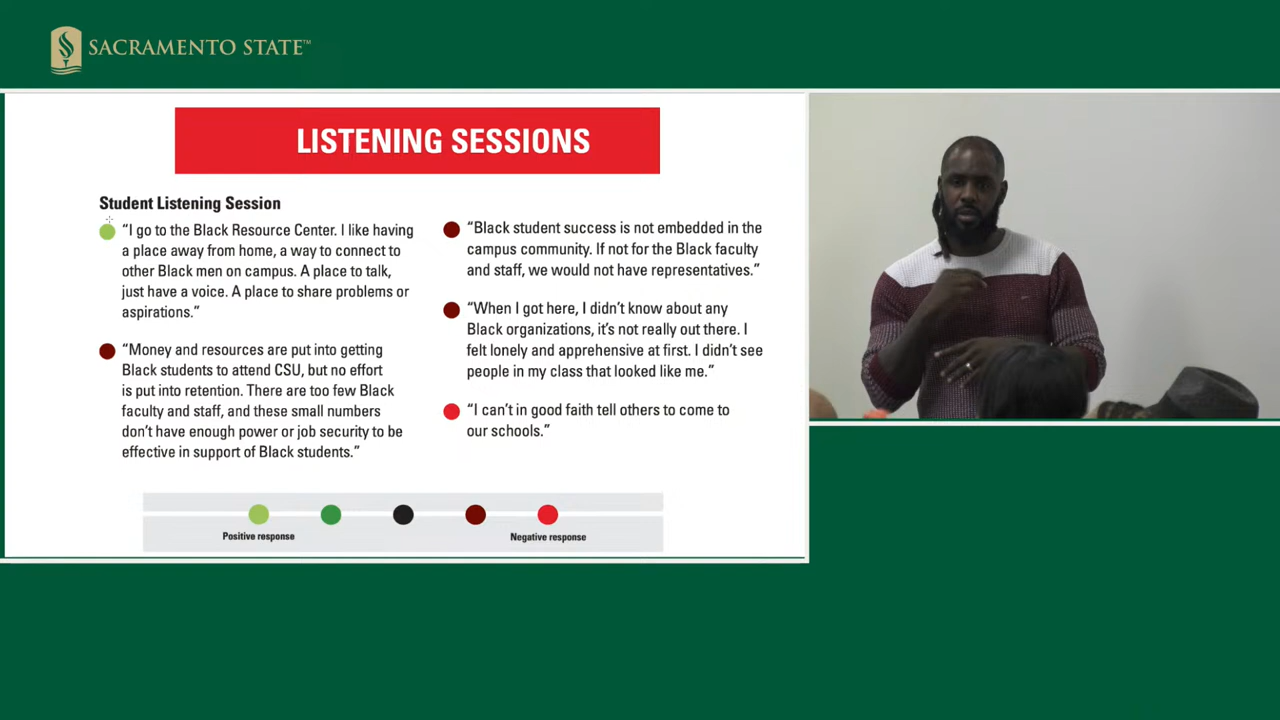 SACRAMENTO STATE™
LISTENING SESSIONS
Student Listening Session
“I go to the Black Resource Center. I like having
a place away from home, a way to connect to
other Black men on campus. A place to talk,
just have a voice. A place to share problems or
aspirations.”
“Money and resources are put into getting
Black students to attend CSU, but no effort
is put into retention. There are too few Black
faculty and staff, and these small numbers
don’t have enough power or job security to be
effective in support of Black students.”
“Black student success is not embedded in the
campus community. If not for the Black faculty
and staff, we would not have representatives.”
“When I got here, I didn’t know about any
Black organizations, it’s not really out there. I
felt lonely and apprehensive at first. I didn’t see
people in my class that looked like me.”
“I can’t in good faith tell others to come to
our schools.”
Positive response
Negative response